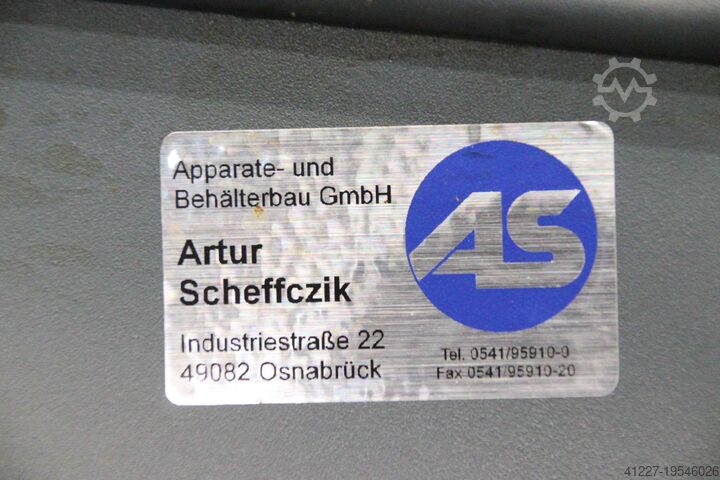 Apparate- und
Behälterbau GmbH
Artur
Scheffczik
Industriestraße 22
49082 Osnabrück
AS
Tel. 0541/95910-0
Fax 0541/95910-20
41227-19546026